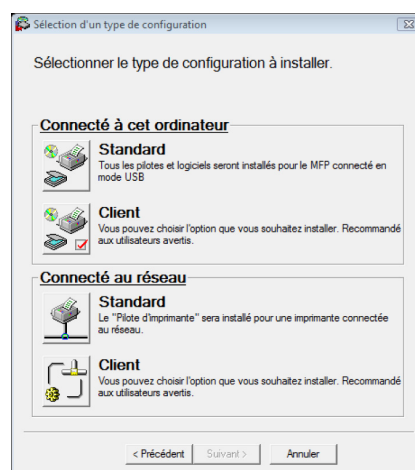 Sélection d'un type de configuration
Sélectionner le type de configuration à installer.
Connecté à cet ordinateur
Standard
Tous les pilotes et logiciels seront installés pour le MFP connecté en
mode USB
Client
Vous pouvez choisir l'option que vous souhaitez installer. Recommandé
aux utilisateurs avertis.
Connecté au réseau
Standard
Le "Pilote d'imprimante" sera installé pour une imprimante connectée
au réseau.
Client
Vous pouvez choisir l'option que vous souhaitez installer. Recommandé
aux utilisateurs avertis.
< Précédent Suivant > Annuler